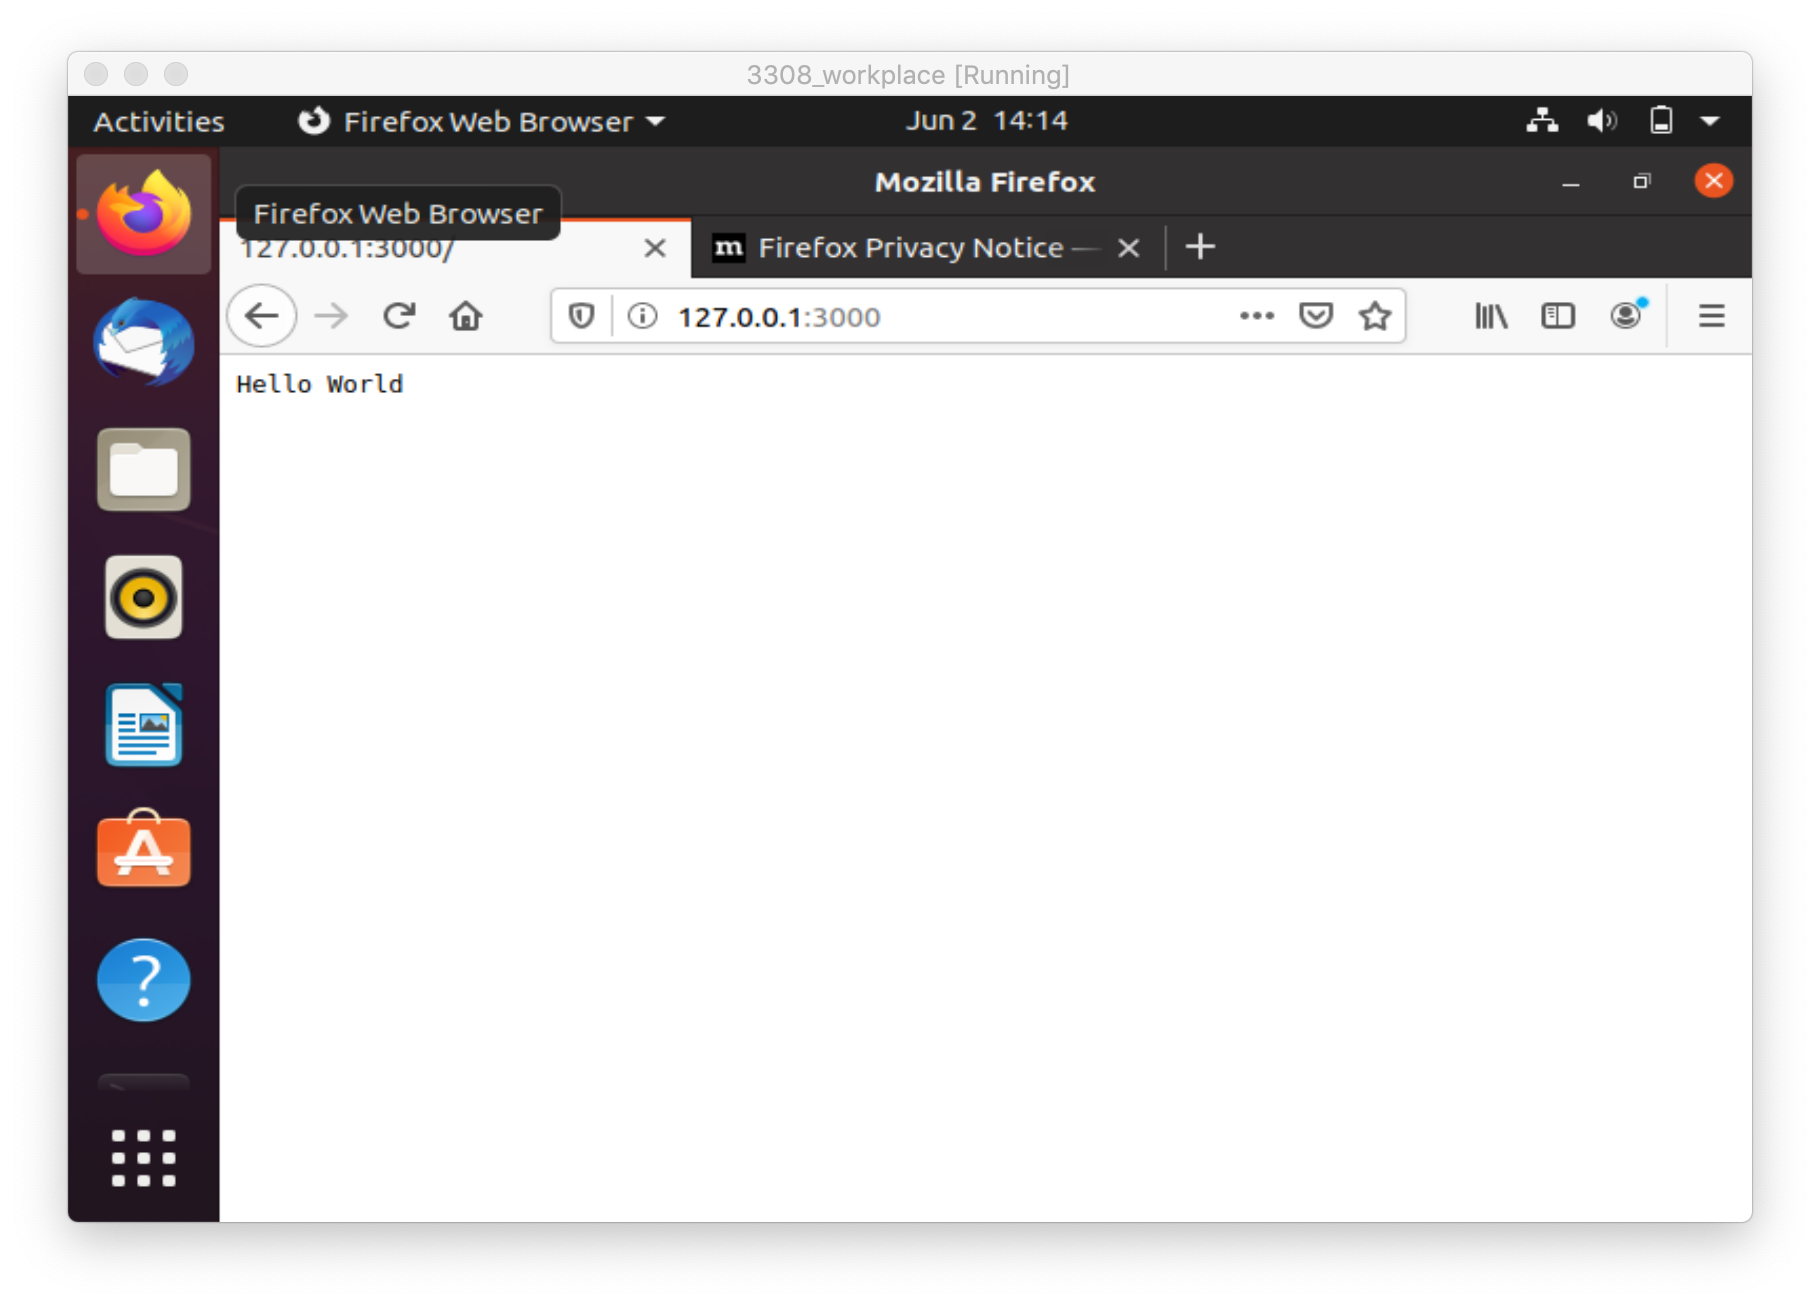 3308_workplace [Running]
Activities Firefox Web Browser Jun 2 14:14
Mozilla Firefox
Firefox Web Browser
127.0.0.1:3000/ m Firefox Privacy Notice —
127.0.0.1:3000
Hello World